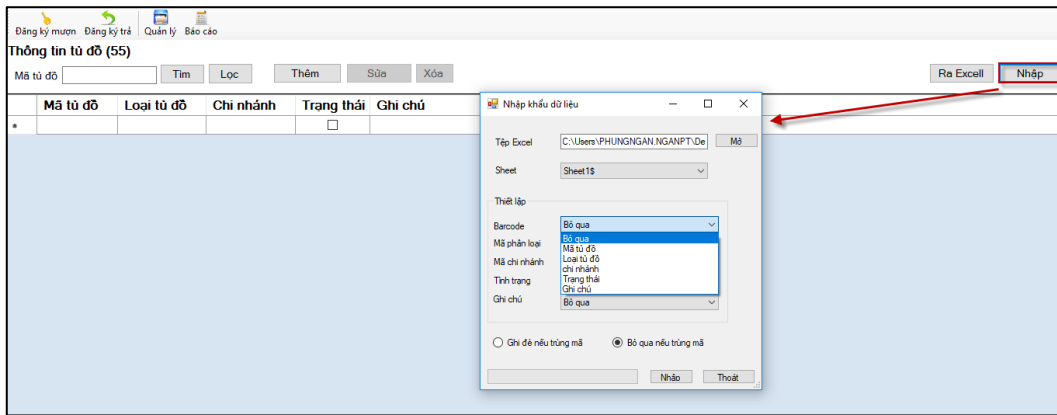 Đăng ký mượn Đăng ký trả Quản lý Báo cáo
Thông tin tủ đồ (55)
Mã tủ đồ Tìm Lọc Thêm Sửa Xóa Ra Excell Nhập
Mã tủ đồ Loại tủ đồ Chi nhánh Trạng thái Ghi chú
Nhập khẩu dữ liệu
Tệp Excel C:\Users\PHUNGNGAN.NGANPT\De Mở
Sheet Sheet1$
Thiết lập
Barcode Bỏ qua
Mã phân loại
Mã chi nhánh
Tình trạng
Ghi chú
Bỏ qua
Mã tủ đồ
Loại tủ đồ
chi nhánh
Trạng thái
Ghi chú
Bỏ qua
Ghi đè nếu trùng mã Bỏ qua nếu trùng mã
Nhập Thoát